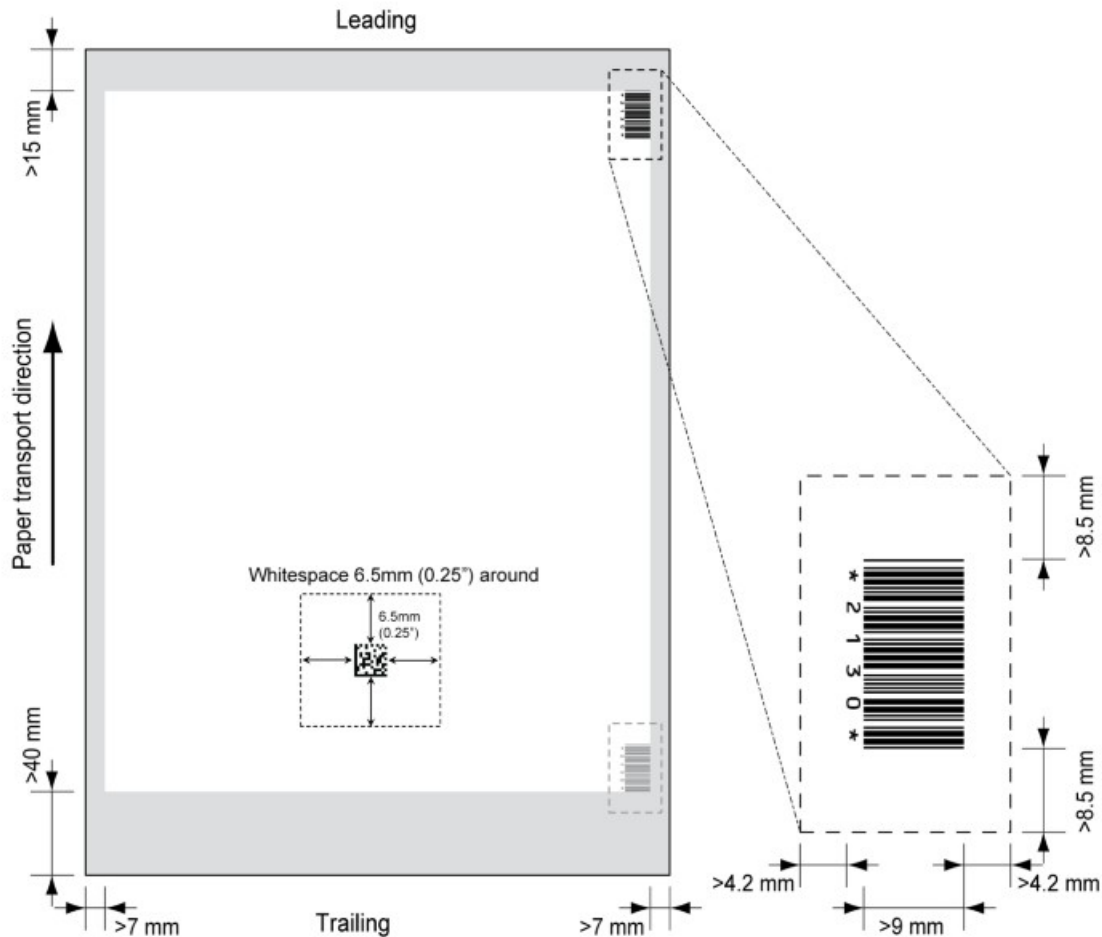 Leading
>15 mm
Paper transport direction
Whitespace 6.5mm (0.25”) around
6.5mm
(0.25”)
>40 mm
>7 mm
Trailing
>7 mm
>8.5 mm
*2130*
>8.5 mm
>4.2 mm
>9 mm
>4.2 mm